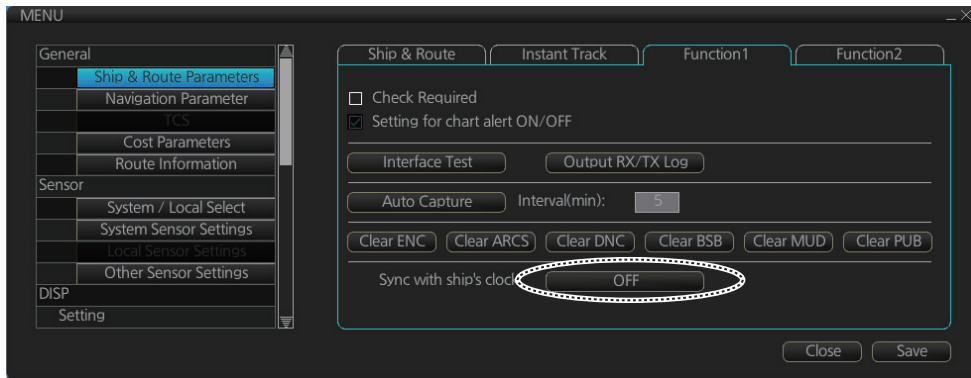 MENU
General
Ship & Route Parameters
Navigation Parameter
TCS
Cost Parameters
Route Information
Sensor
System / Local Select
System Sensor Settings
Local Sensor Settings
Other Sensor Settings
DISP
Setting
Ship & Route Instant Track Function1 Function2
Check Required
Setting for chart alert ON/OFF
Interface Test Output RX/TX Log
Auto Capture Interval(min): 5
Clear ENC Clear ARCS Clear DNC Clear BSB Clear MUD Clear PUB
Sync with ship's clock OFF
Close Save